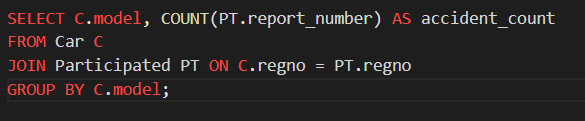 SELECT C.model, COUNT(PT.report_number) AS accident_count
FROM Car C
JOIN Participated PT ON C.regno = PT.regno
GROUP BY C.model;